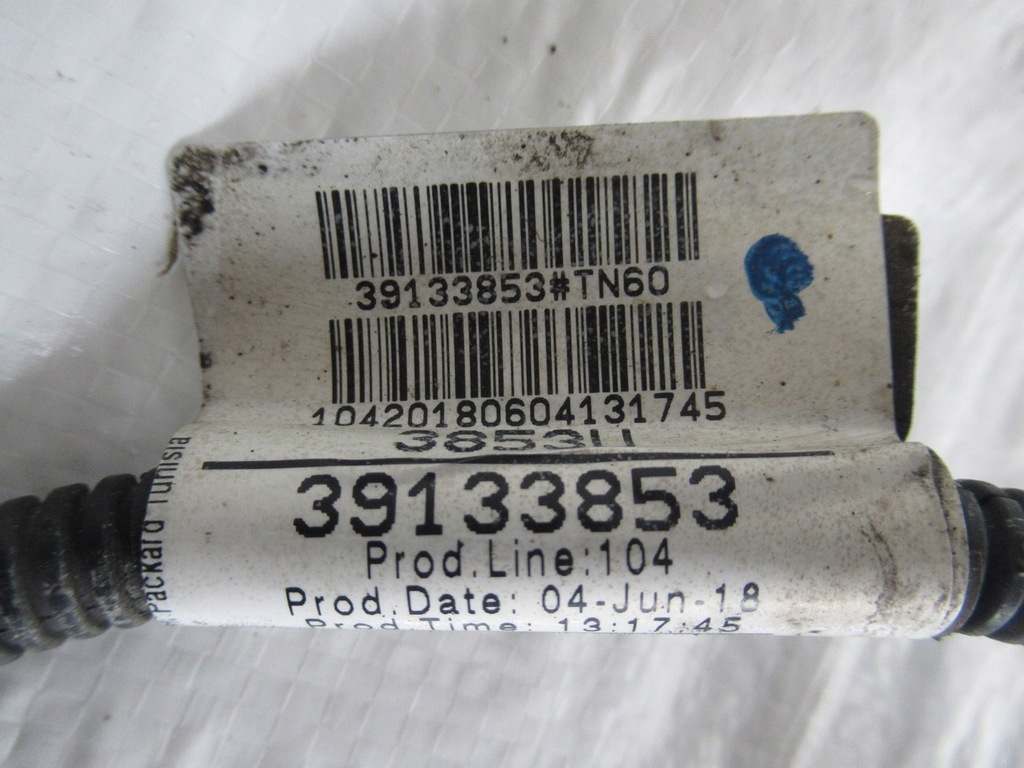 39133853#TN60
10420180604131745
39133853
Prod.Line:104
Prod.Date: 04-Jun-18
Prod.Time: 13:17:45
Packard Tunisia